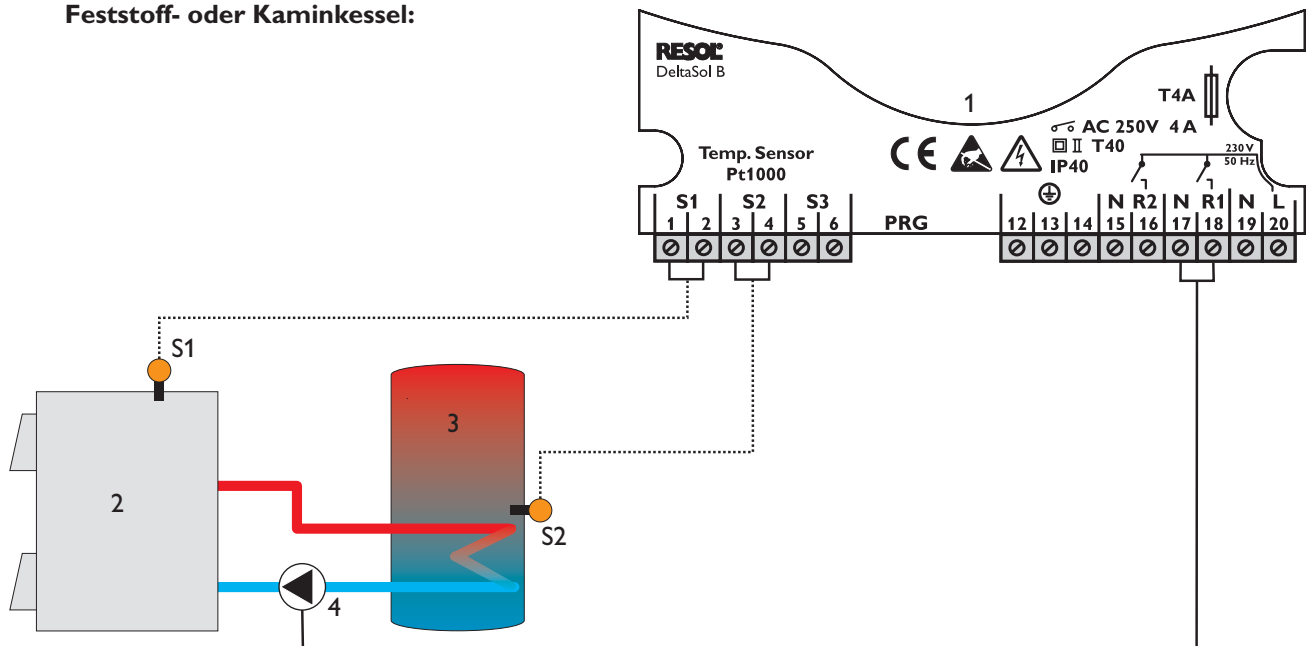 Feststoff- oder Kaminkessel:
RESOL®
DeltaSol B
1
T4A
AC 250V 4 A
T40
IP40
230 V
50 Hz
Temp. Sensor
Pt1000
S1 S2 S3
N R2 N R1 N L
1 2 3 4 5 6 PRG 12 13 14 15 16 17 18 19 20
CE
S1
3
2
S2
4